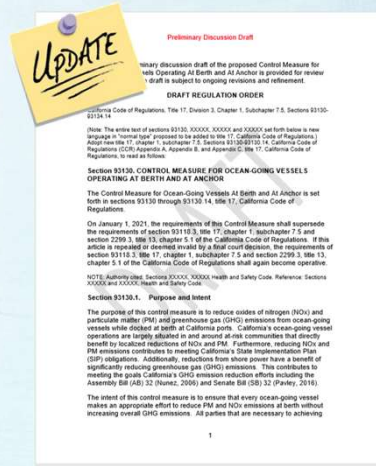 UPDATE
Preliminary Discussion Draft
minary discussion draft of the proposed Control Measure for
els Operating At Berth and At Anchor is provided for review
draft is subject to ongoing revisions and refinement.
DRAFT REGULATION ORDER
California Code of Regulations, Title 17, Division 3, Chapter 1, Subchapter 7.5, Sections 93130-
93134.14
(Note: The entire text of sections 93130, XXXXX, XXXXX and XXXXX set forth below is new
language in "normal type" proposed to be added to title 17, California Code of Regulations.)
Adopt new title 17, chapter 1, subchapter 7.5, Sections 93130-93130.14, California Code of
Regulations (CCR) Appendix A, Appendix B, and Appendix C, title 17, California Code of
Regulations, to read as follows:
Section 93130. CONTROL MEASURE FOR OCEAN-GOING VESSELS
OPERATING AT BERTH AND AT ANCHOR
The Control Measure for Ocean-Going Vessels At Berth and At Anchor is set
forth in sections 93130 through 93130.14, title 17, California Code of
Regulations.
On January 1, 2021, the requirements of this Control Measure shall supersede
the requirements of section 93118.3, title 17, chapter 1, subchapter 7.5 and
section 2299.3, title 13, chapter 5.1 of the California Code of Regulations. If this
article is repealed or deemed invalid by a final court decision, the requirements of
section 93118.3, title 17, chapter 1, subchapter 7.5 and section 2299.3, title 13,
chapter 5.1 of the California Code of Regulations shall again become operative.
NOTE: Authority cited: Sections XXXXX, XXXXX Health and Safety Code. Reference: Sections
XXXXX and XXXXX, Health and Safety Code.
Section 93130.1. Purpose and Intent
The purpose of this control measure is to reduce oxides of nitrogen (NOx) and
particulate matter (PM) and greenhouse gas (GHG) emissions from ocean-going
vessels while docked at berth at California ports. California's ocean-going vessel
operations are largely situated in and around at-risk communities that directly
benefit by localized reductions of NOx and PM. Furthermore, reducing NOx and
PM emissions contributes to meeting California's State Implementation Plan
(SIP) obligations. Additionally, reductions from shore power have a benefit of
significantly reducing greenhouse gas (GHG) emissions. This contributes to
meeting the goals California's GHG emission reduction efforts including the
Assembly Bill (AB) 32 (Nunez, 2006) and Senate Bill (SB) 32 (Pavley, 2016).
The intent of this control measure is to ensure that every ocean-going vessel
makes an appropriate effort to reduce PM and NOx emissions at berth without
increasing overall GHG emissions. All parties that are necessary to achieving
1